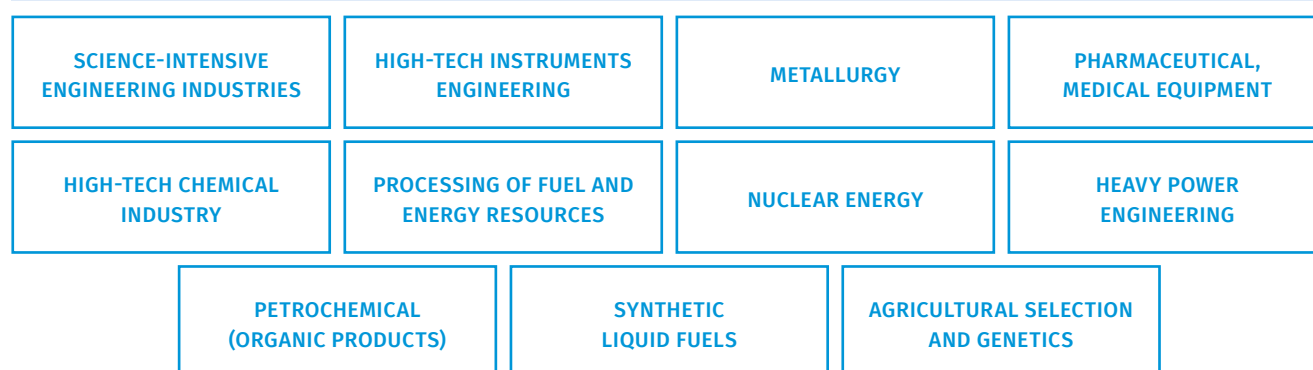 SCIENCE-INTENSIVE
ENGINEERING INDUSTRIES
HIGH-TECH INSTRUMENTS
ENGINEERING
METALLURGY
PHARMACEUTICAL,
MEDICAL EQUIPMENT
HIGH-TECH CHEMICAL
INDUSTRY
PROCESSING OF FUEL AND
ENERGY RESOURCES
NUCLEAR ENERGY
HEAVY POWER
ENGINEERING
PETROCHEMICAL
(ORGANIC PRODUCTS)
SYNTHETIC
LIQUID FUELS
AGRICULTURAL SELECTION
AND GENETICS